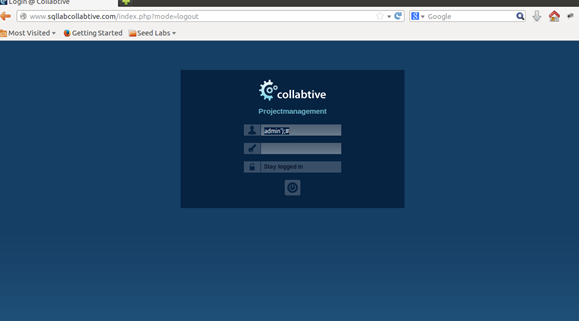 Login @ Collabtive
www.sqllabcollabtive.com/index.php?mode=logout
Google
Most Visited
Getting Started
Seed Labs
collabtive
Projectmanagement
admin');#
Stay logged in